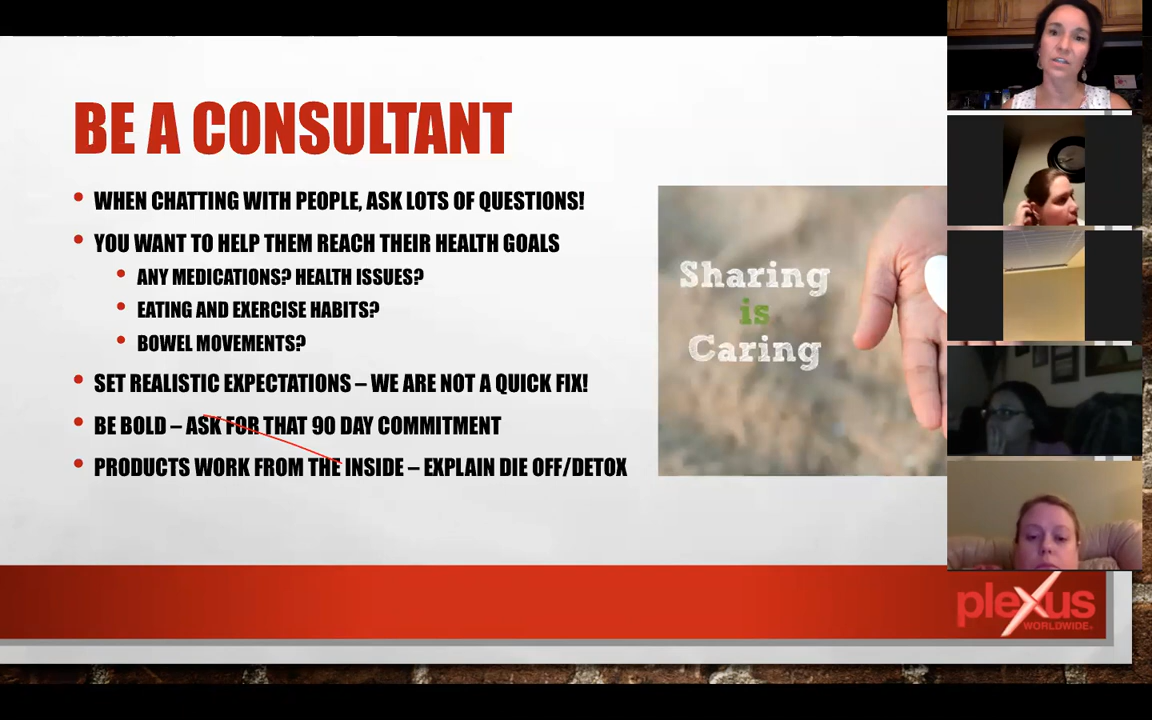 BE A CONSULTANT
WHEN CHATTING WITH PEOPLE, ASK LOTS OF QUESTIONS!
YOU WANT TO HELP THEM REACH THEIR HEALTH GOALS
ANY MEDICATIONS? HEALTH ISSUES?
EATING AND EXERCISE HABITS?
BOWEL MOVEMENTS?
SET REALISTIC EXPECTATIONS – WE ARE NOT A QUICK FIX!
BE BOLD – ASK FOR THAT 90 DAY COMMITMENT
PRODUCTS WORK FROM THE INSIDE – EXPLAIN DIE OFF/DETOX
Sharing
is
Caring
plexus
WORLDWIDE